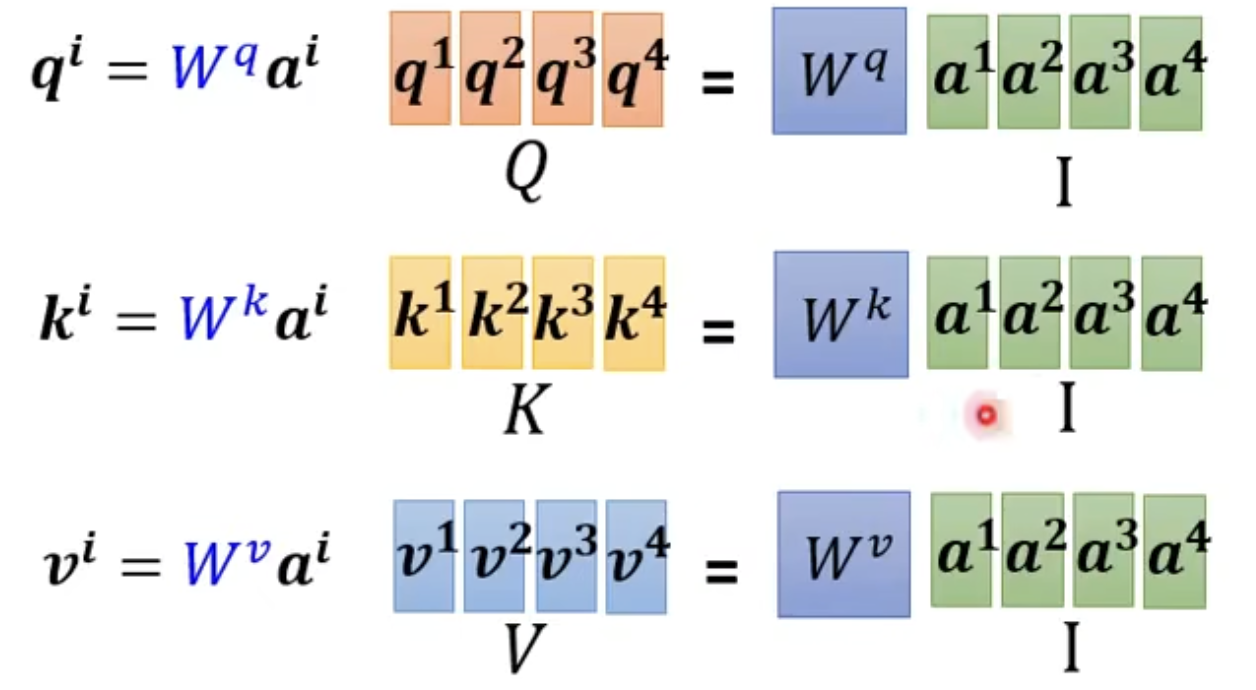 qⁱ = W^q aⁱ   q¹ q² q³ q⁴ = W^q a¹ a² a³ a⁴
Q   I
kⁱ = W^k aⁱ   k¹ k² k³ k⁴ = W^k a¹ a² a³ a⁴
K   I
vⁱ = W^v aⁱ   v¹ v² v³ v⁴ = W^v a¹ a² a³ a⁴
V   I